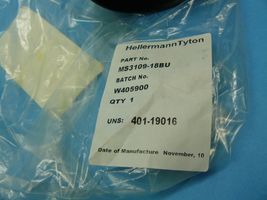 HellermannTyton
PART No.
MS3109-18BU
BATCH No.
W405900
QTY 1
UNS: 401-19016
Date of Manufacture November, 10